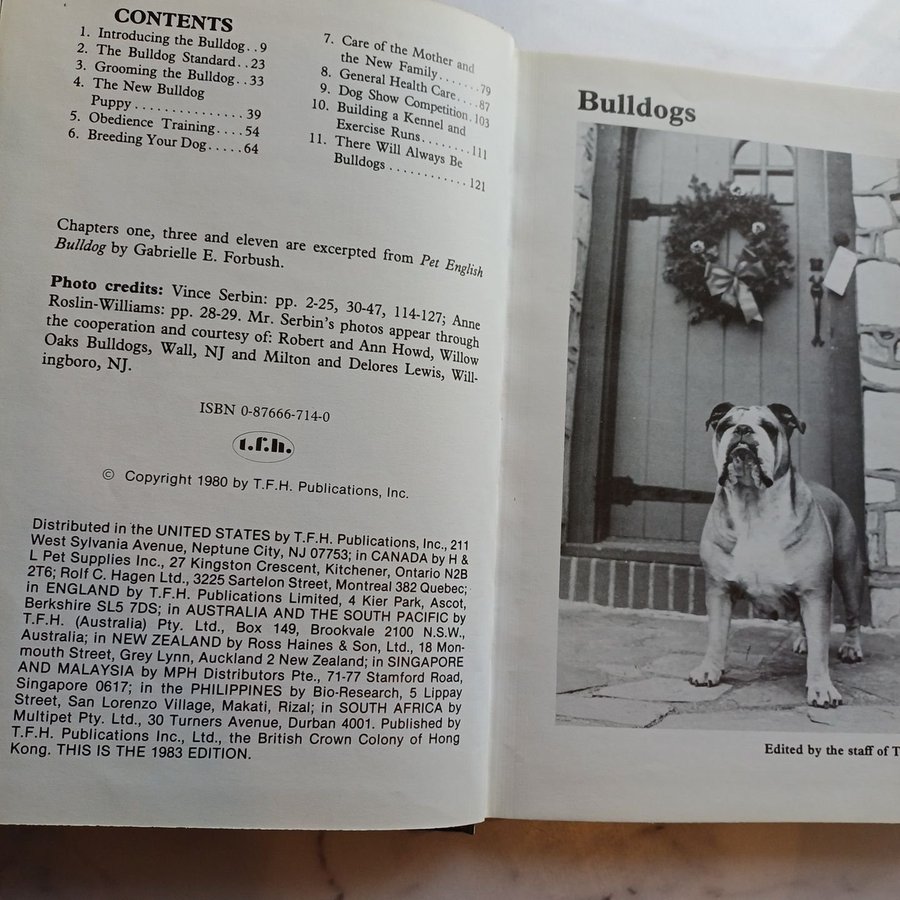 CONTENTS
1. Introducing the Bulldog. . 9
2. The Bulldog Standard. . 23
3. Grooming the Bulldog. . 33
4. The New Bulldog
Puppy . . . . . . . . . . . 39
5. Obedience Training. . . . 54
6. Breeding Your Dog. . . . . 64
7. Care of the Mother and
the New Family. . . . . . . 79
8. General Health Care. . . . 87
9. Dog Show Competition. 103
10. Building a Kennel and
Exercise Runs. . . . . . . . 111
11. There Will Always Be
Bulldogs . . . . . . . . . . . . 121
Chapters one, three and eleven are excerpted from Pet English
Bulldog by Gabrielle E. Forbush.
Photo credits: Vince Serbin: pp. 2-25, 30-47, 114-127; Anne
Roslin-Williams: pp. 28-29. Mr. Serbin's photos appear through
the cooperation and courtesy of: Robert and Ann Howd, Willow
Oaks Bulldogs, Wall, NJ and Milton and Delores Lewis, Will-
ingboro, NJ.
ISBN 0-87666-714-0
t.f.h.
© Copyright 1980 by T.F.H. Publications, Inc.
Distributed in the UNITED STATES by T.F.H. Publications, Inc., 211
West Sylvania Avenue, Neptune City, NJ 07753; in CANADA by H &
L Pet Supplies Inc., 27 Kingston Crescent, Kitchener, Ontario N2B
2T6; Rolf C. Hagen Ltd., 3225 Sartelon Street, Montreal 382 Quebec;
in ENGLAND by T.F.H. Publications Limited, 4 Kier Park, Ascot,
Berkshire SL5 7DS; in AUSTRALIA AND THE SOUTH PACIFIC by
T.F.H. (Australia) Pty. Ltd., Box 149, Brookvale 2100 N.S.W.,
Australia; in NEW ZEALAND by Ross Haines & Son, Ltd., 18 Mon-
mouth Street, Grey Lynn, Auckland 2 New Zealand; in SINGAPORE
AND MALAYSIA by MPH Distributors Pte., 71-77 Stamford Road,
Singapore 0617; in the PHILIPPINES by Bio-Research, 5 Lippay
Street, San Lorenzo Village, Makati, Rizal; in SOUTH AFRICA by
Multipet Pty. Ltd., 30 Turners Avenue, Durban 4001. Published by
T.F.H. Publications Inc., Ltd., the British Crown Colony of Hong
Kong. THIS IS THE 1983 EDITION.
Bulldogs
Edited by the staff of T